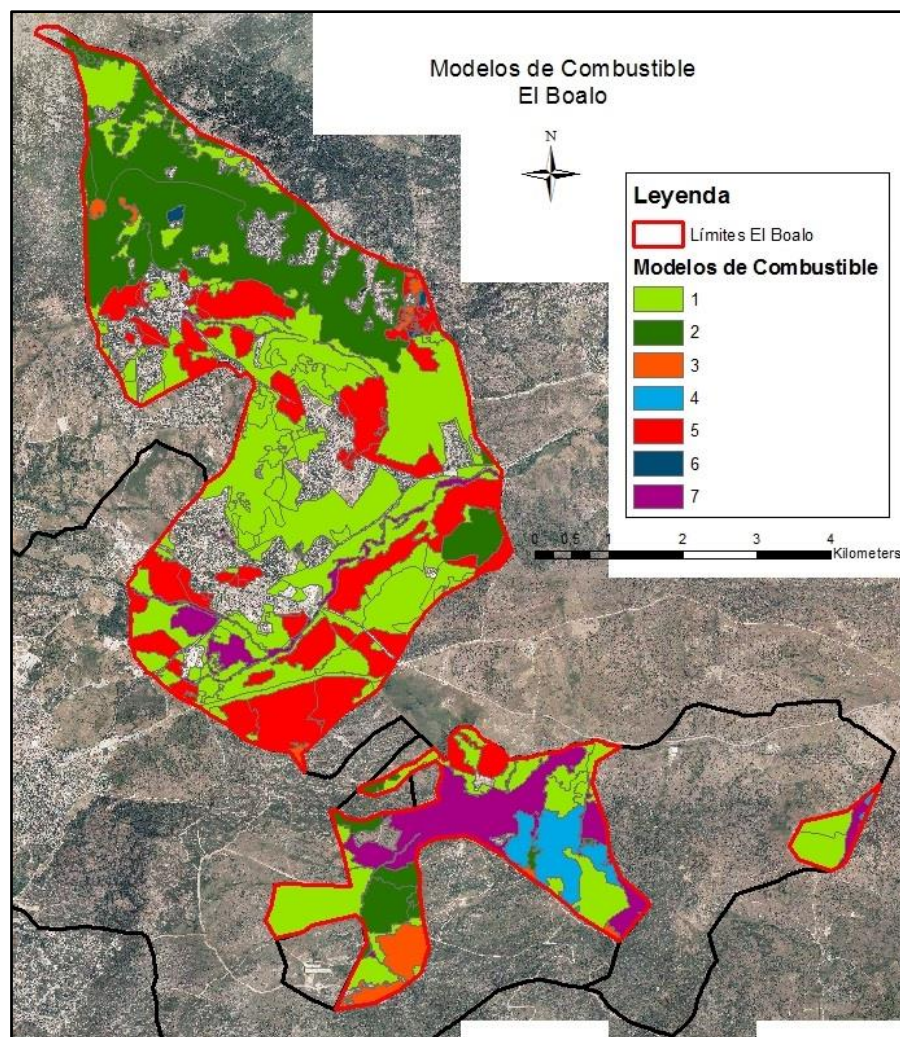 Modelos de Combustible
El Boalo
N
Leyenda
Límites El Boalo
Modelos de Combustible
1
2
3
4
5
6
7
0 0.5 1 2 3 4
Kilometers